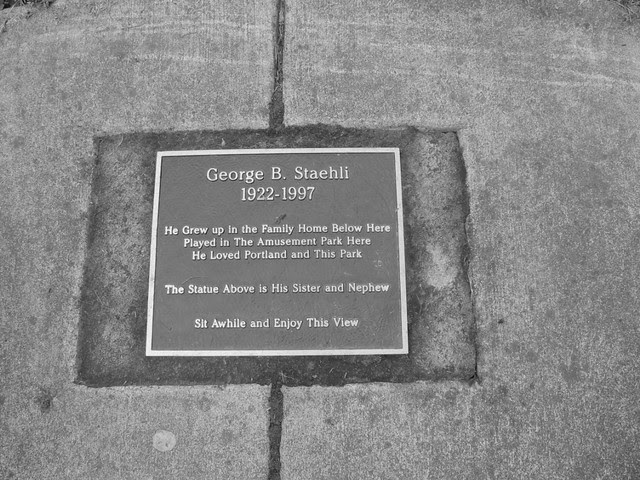 George B. Staehli
1922-1997
He Grew up in the Family Home Below Here
Played in The Amusement Park Here
He Loved Portland and This Park
The Statue Above is His Sister and Nephew
Sit Awhile and Enjoy This View